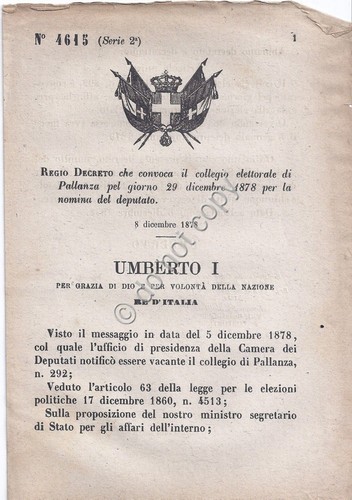 N° 4615 (Serie 2ª)
1
REGIO DECRETO che convoca il collegio elettorale di
Pallanza pel giorno 29 dicembre 1878 per la
nomina del deputato.
8 dicembre 1878
UMBERTO I
PER GRAZIA DI DIO E PER VOLONTÀ DELLA NAZIONE
RE D'ITALIA
Visto il messaggio in data del 5 dicembre 1878,
col quale l'ufficio di presidenza della Camera dei
Deputati notificò essere vacante il collegio di Pallanza,
n. 292;
Veduto l'articolo 63 della legge per le elezioni
politiche 17 dicembre 1860, n. 4513;
Sulla proposizione del nostro ministro segretario
di Stato per gli affari dell'interno;
do not copy